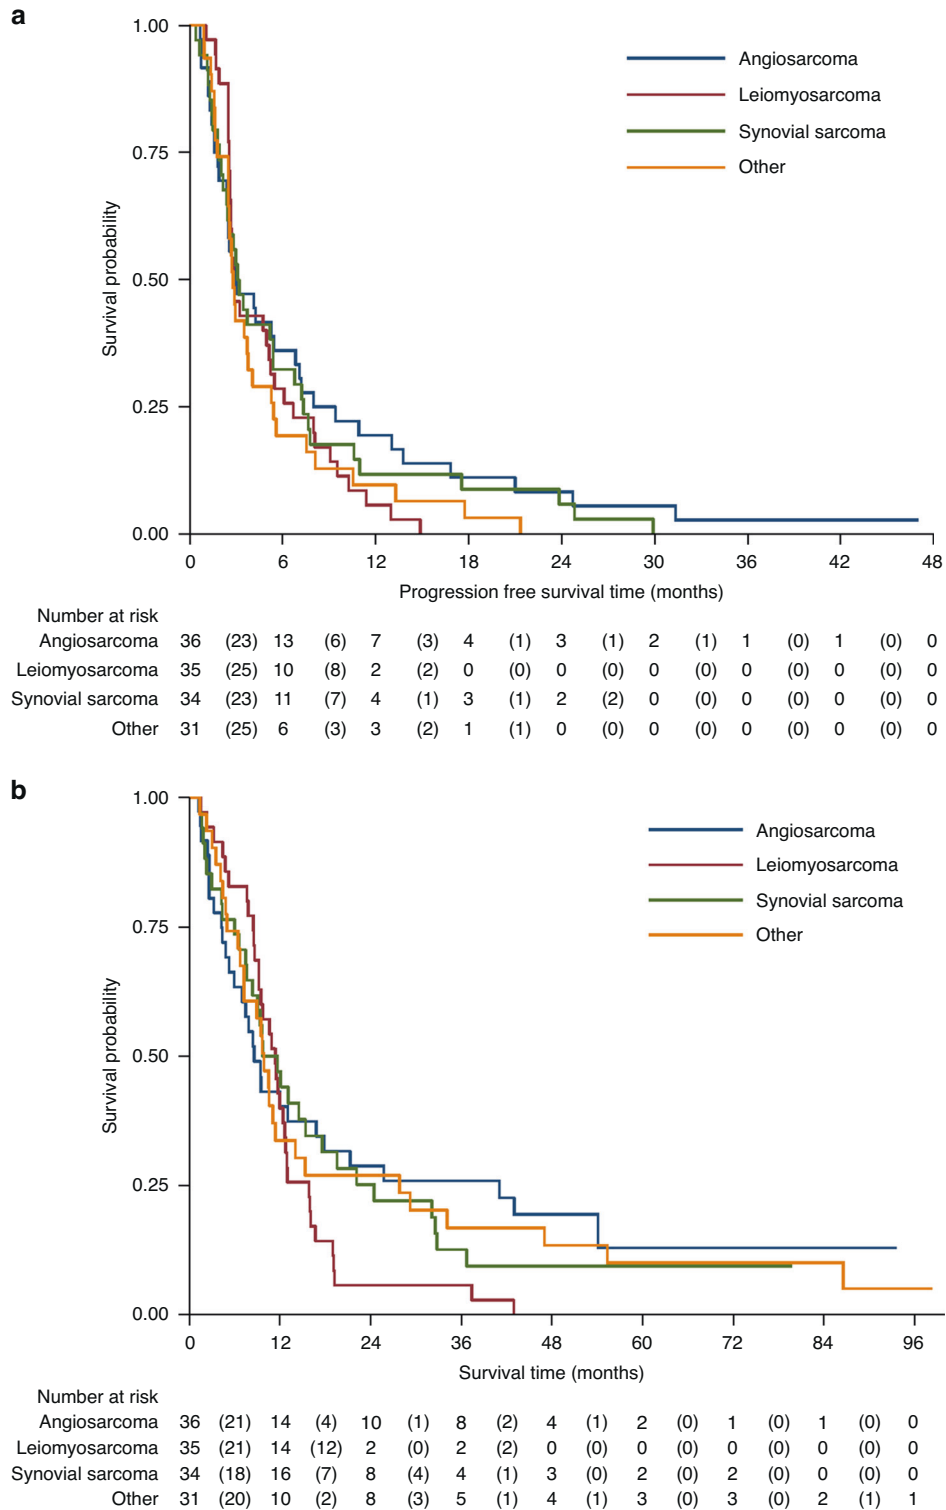 a
1.00
0.75
0.50
0.25
0.00
Survival probability
Angiosarcoma
Leiomyosarcoma
Synovial sarcoma
Other
0 6 12 18 24 30 36 42 48
Progression free survival time (months)
Number at risk
Angiosarcoma 36 (23) 13 (6) 7 (3) 4 (1) 3 (1) 2 (1) 1 (0) 1 (0) 0
Leiomyosarcoma 35 (25) 10 (8) 2 (2) 0 (0) 0 (0) 0 (0) 0 (0) 0 (0) 0
Synovial sarcoma 34 (23) 11 (7) 4 (1) 3 (1) 2 (2) 0 (0) 0 (0) 0 (0) 0
Other 31 (25) 6 (3) 3 (2) 1 (1) 0 (0) 0 (0) 0 (0) 0 (0) 0
b
1.00
0.75
0.50
0.25
0.00
Survival probability
Angiosarcoma
Leiomyosarcoma
Synovial sarcoma
Other
0 12 24 36 48 60 72 84 96
Survival time (months)
Number at risk
Angiosarcoma 36 (21) 14 (4) 10 (1) 8 (2) 4 (1) 2 (0) 1 (0) 1 (0) 0
Leiomyosarcoma 35 (21) 14 (12) 2 (0) 2 (2) 0 (0) 0 (0) 0 (0) 0 (0) 0
Synovial sarcoma 34 (18) 16 (7) 8 (4) 4 (1) 3 (0) 2 (0) 2 (0) 0 (0) 0
Other 31 (20) 10 (2) 8 (3) 5 (1) 4 (1) 3 (0) 3 (0) 2 (1) 1